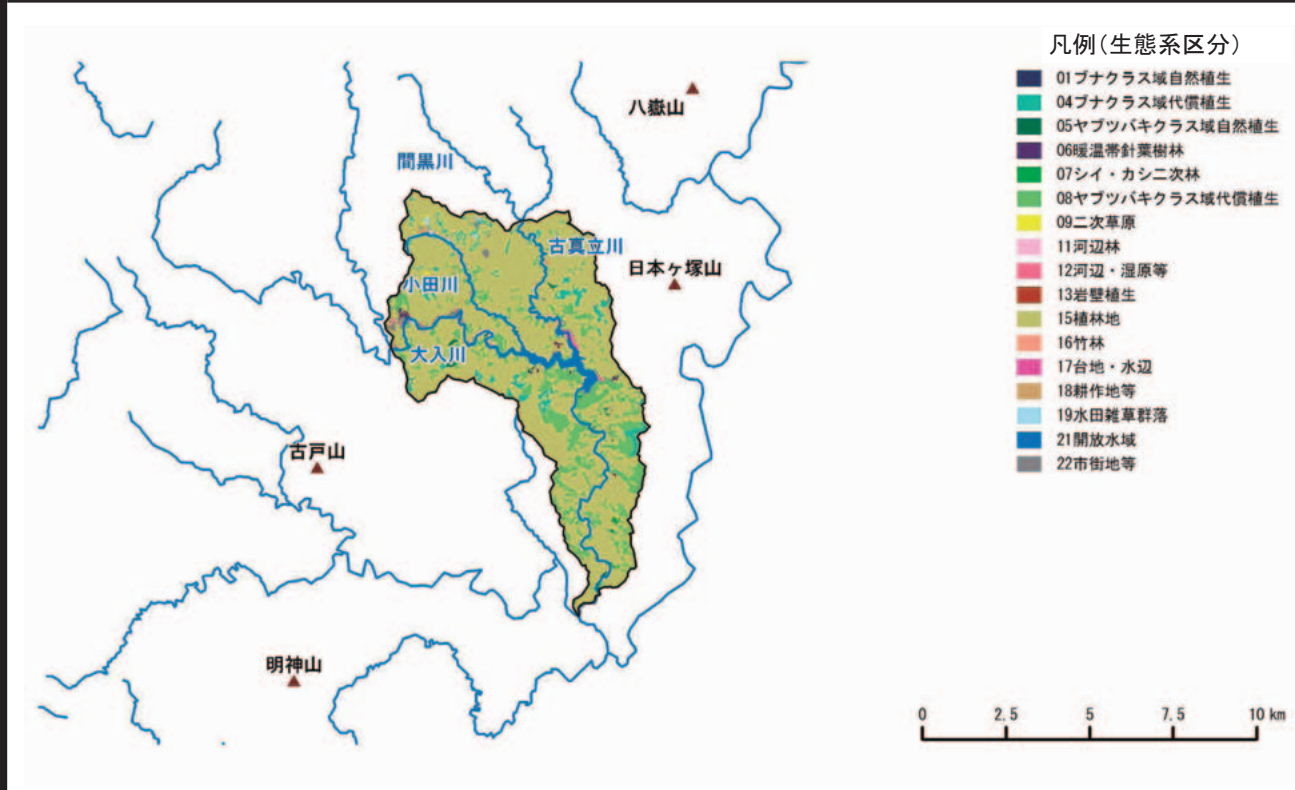 凡例(生態系区分)
01ブナクラス域自然植生
04ブナクラス域代償植生
05ヤブツバキクラス域自然植生
06暖温帯針葉樹林
07シイ・カシ二次林
08ヤブツバキクラス域代償植生
09二次草原
11河辺林
12河辺・湿原等
13岩壁植生
15植林地
16竹林
17台地・水辺
18耕作地等
19水田雑草群落
21開放水域
22市街地等
八嶽山
間黒川
古真立川
日本ヶ塚山
小田川
大入川
古戸山
明神山
0 2.5 5 7.5 10 km